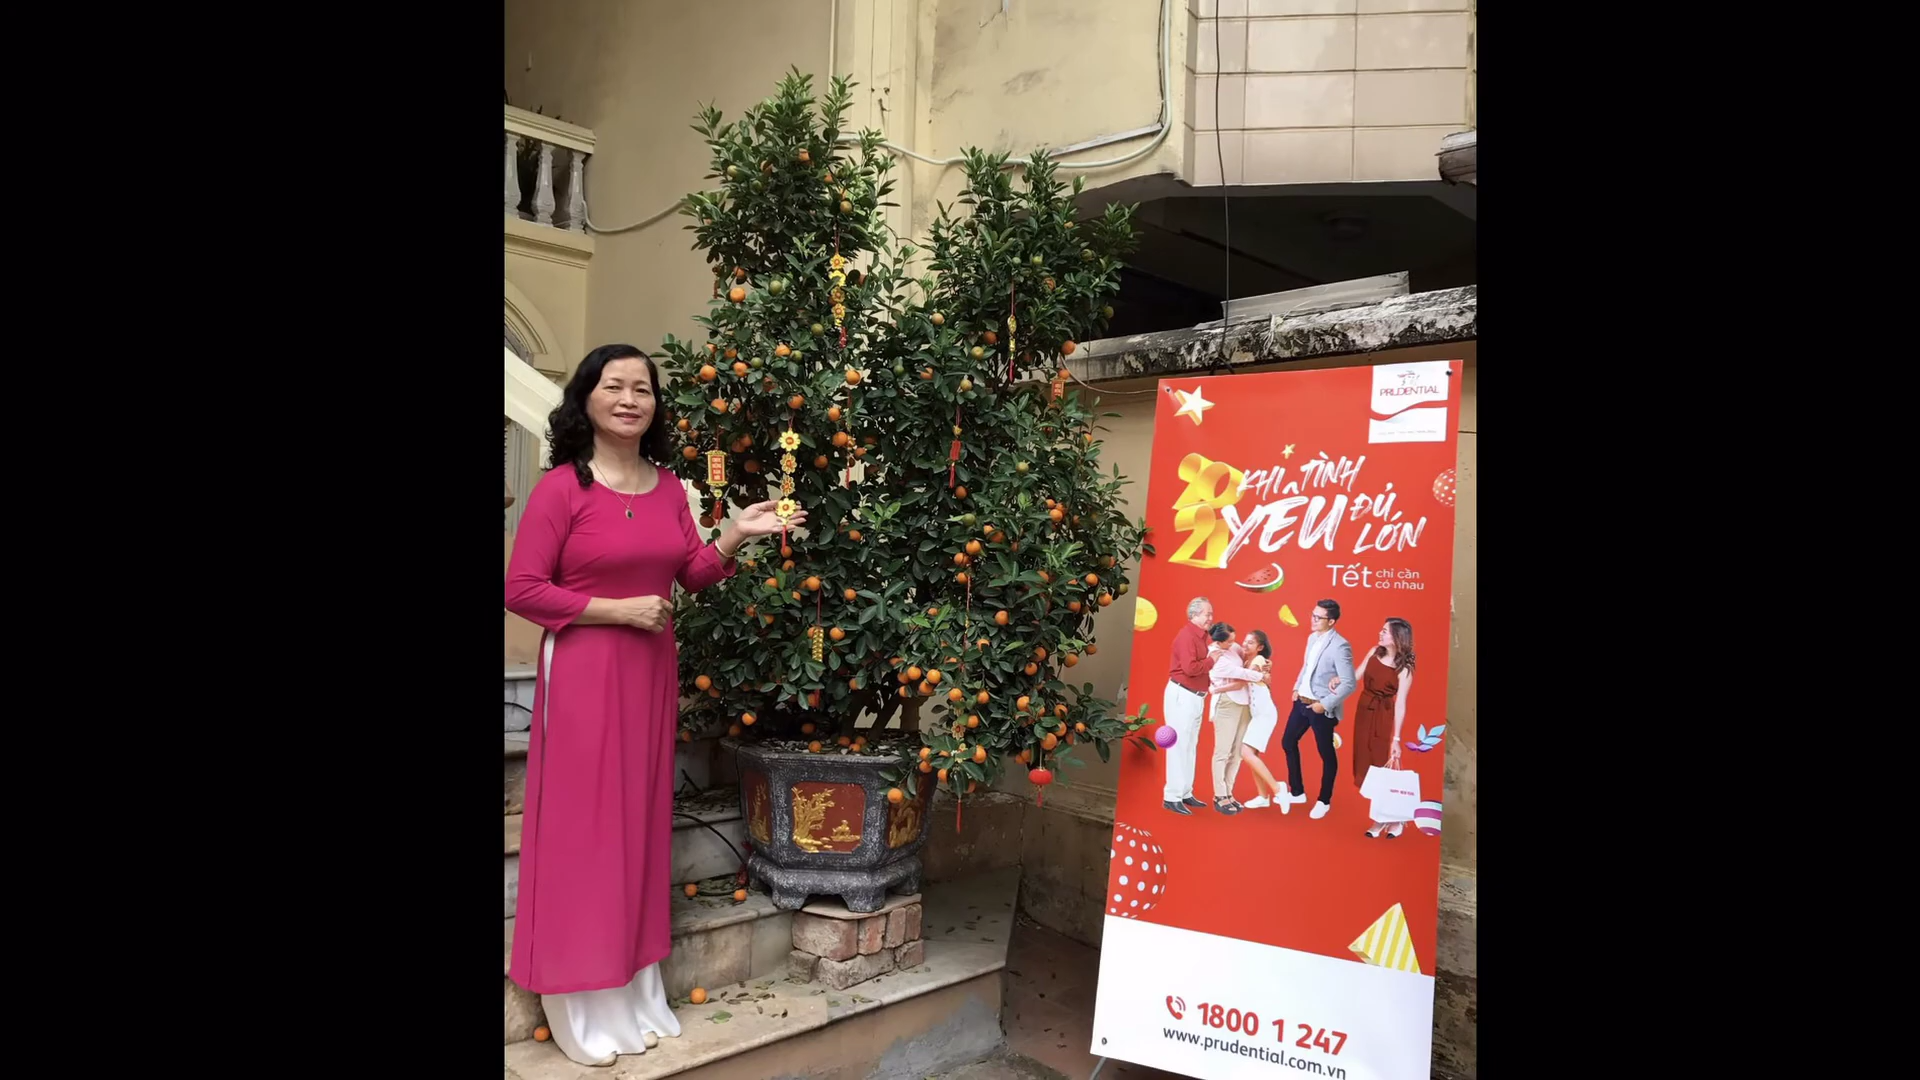 PRUDENTIAL
2021
KHI TÌNH
YÊU ĐỦ
LỚN
Tết chỉ cần
có nhau
1800 1 247
www.prudential.com.vn